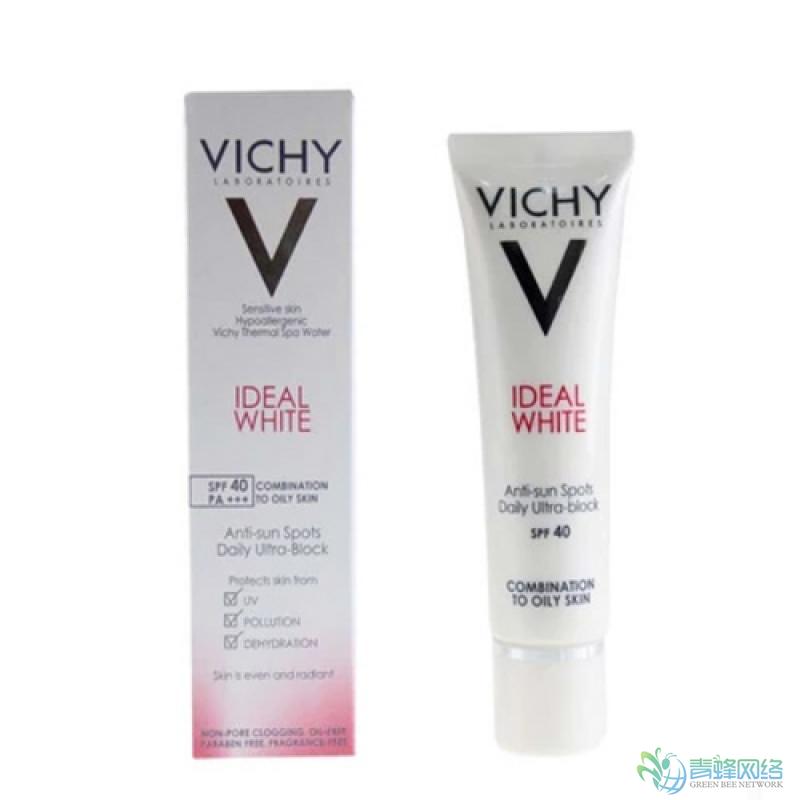 VICHY
LABORATOIRES
V
Sensitive skin
Hypoallergenic
Vichy Thermal Spa Water
IDEAL
WHITE
SPF 40 COMBINATION
PA +++ TO OILY SKIN
Anti-sun Spots
Daily Ultra-Block
Protects skin from
UV
POLLUTION
DEHYDRATION
Skin is even and radiant
NON-PORE CLOGGING, OIL-FREE,
PARABEN FREE, FRAGRANCE-FREE
VICHY
LABORATOIRES
V
IDEAL
WHITE
Anti-sun Spots
Daily Ultra-block
SPF 40
COMBINATION
TO OILY SKIN
青蜂网络
GREEN BEE NETWORK